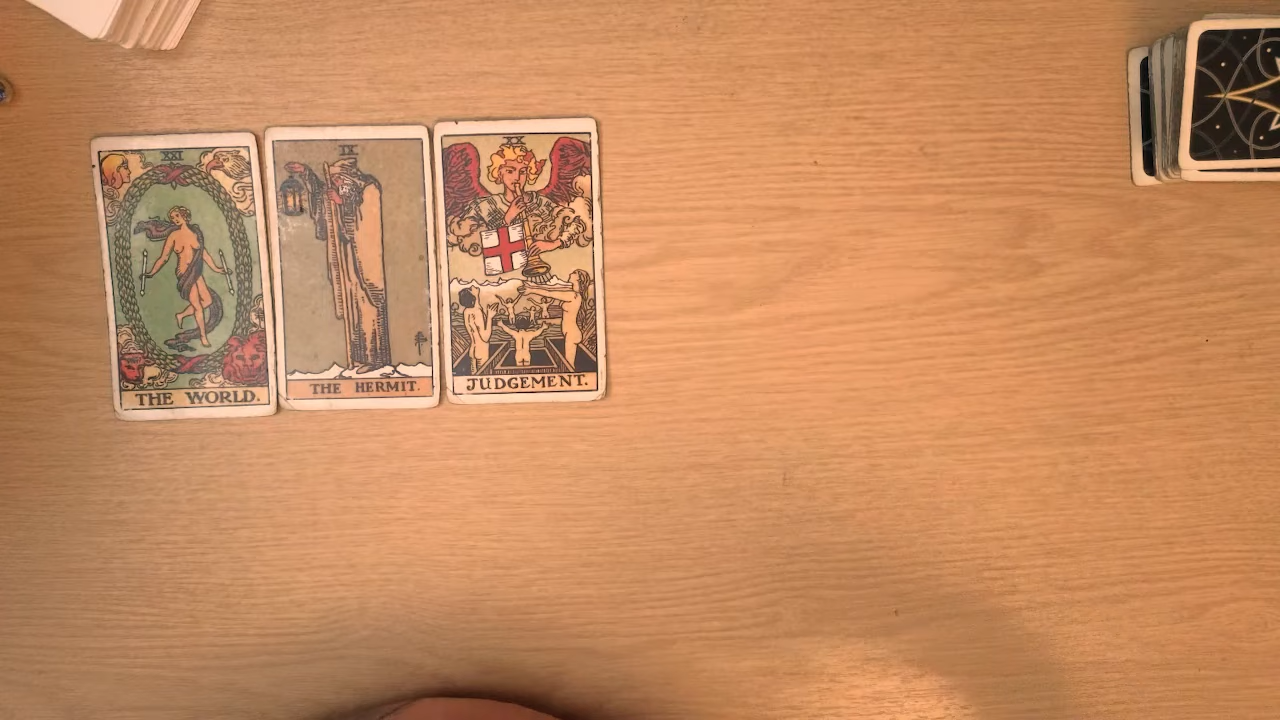 XXI
THE WORLD.
IX
THE HERMIT.
XX
JUDGEMENT.